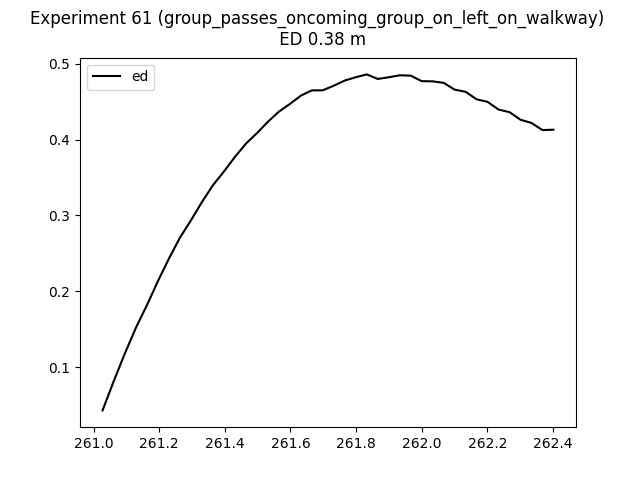 Experiment 61 (group_passes_oncoming_group_on_left_on_walkway)
ED 0.38 m
ed
0.5
0.4
0.3
0.2
0.1
261.0 261.2 261.4 261.6 261.8 262.0 262.2 262.4